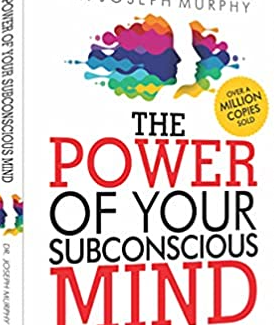 JOSEPH MURPHY
OVER A
MILLION
COPIES
SOLD
THE
POWER
OF YOUR
SUBCONSCIOUS
MIND
POWER OF YOUR SUBCONSCIOUS MIND
DR. JOSEPH MURPHY